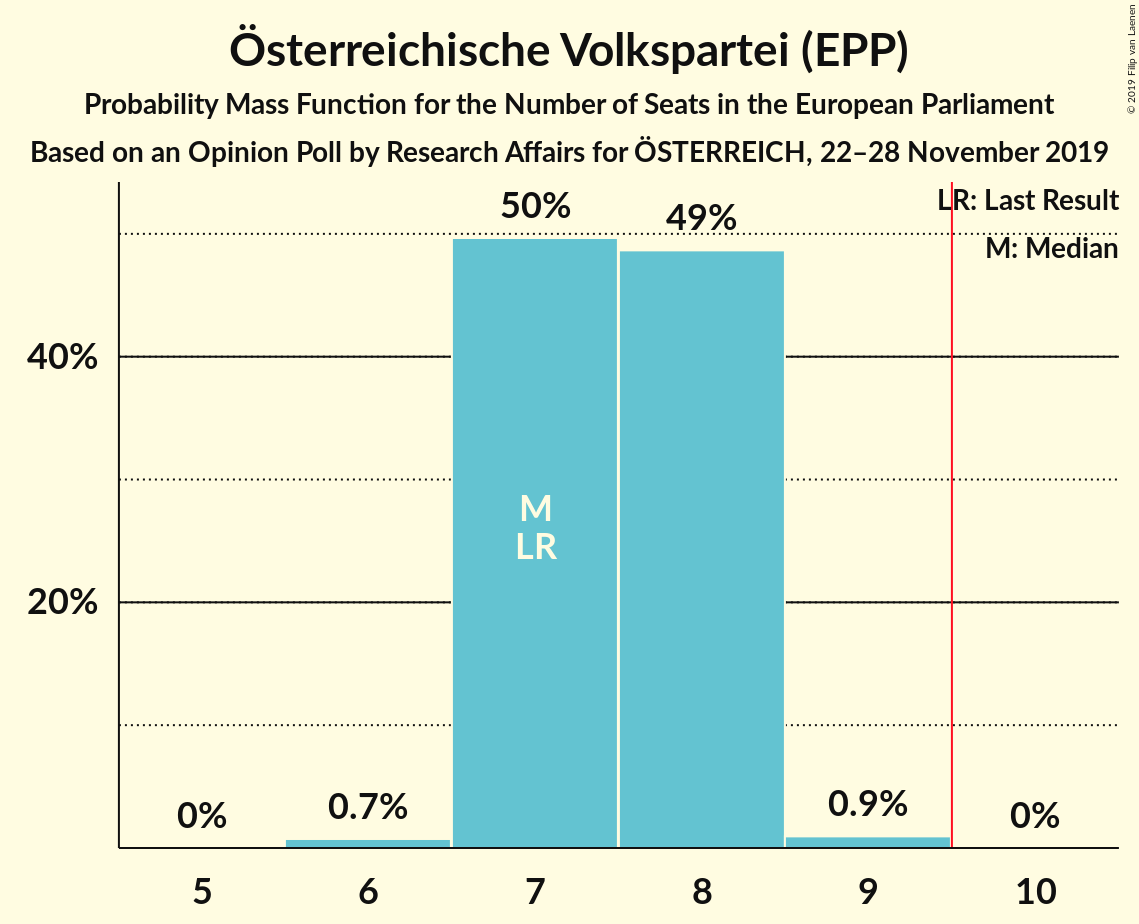 Österreichische Volkspartei (EPP)
Probability Mass Function for the Number of Seats in the European Parliament
Based on an Opinion Poll by Research Affairs for ÖSTERREICH, 22–28 November 2019
© 2019 Filip van Laenen
LR: Last Result
M: Median
50%
49%
40%
20%
M
LR
0%
0.7%
0.9%
0%
5
6
7
8
9
10